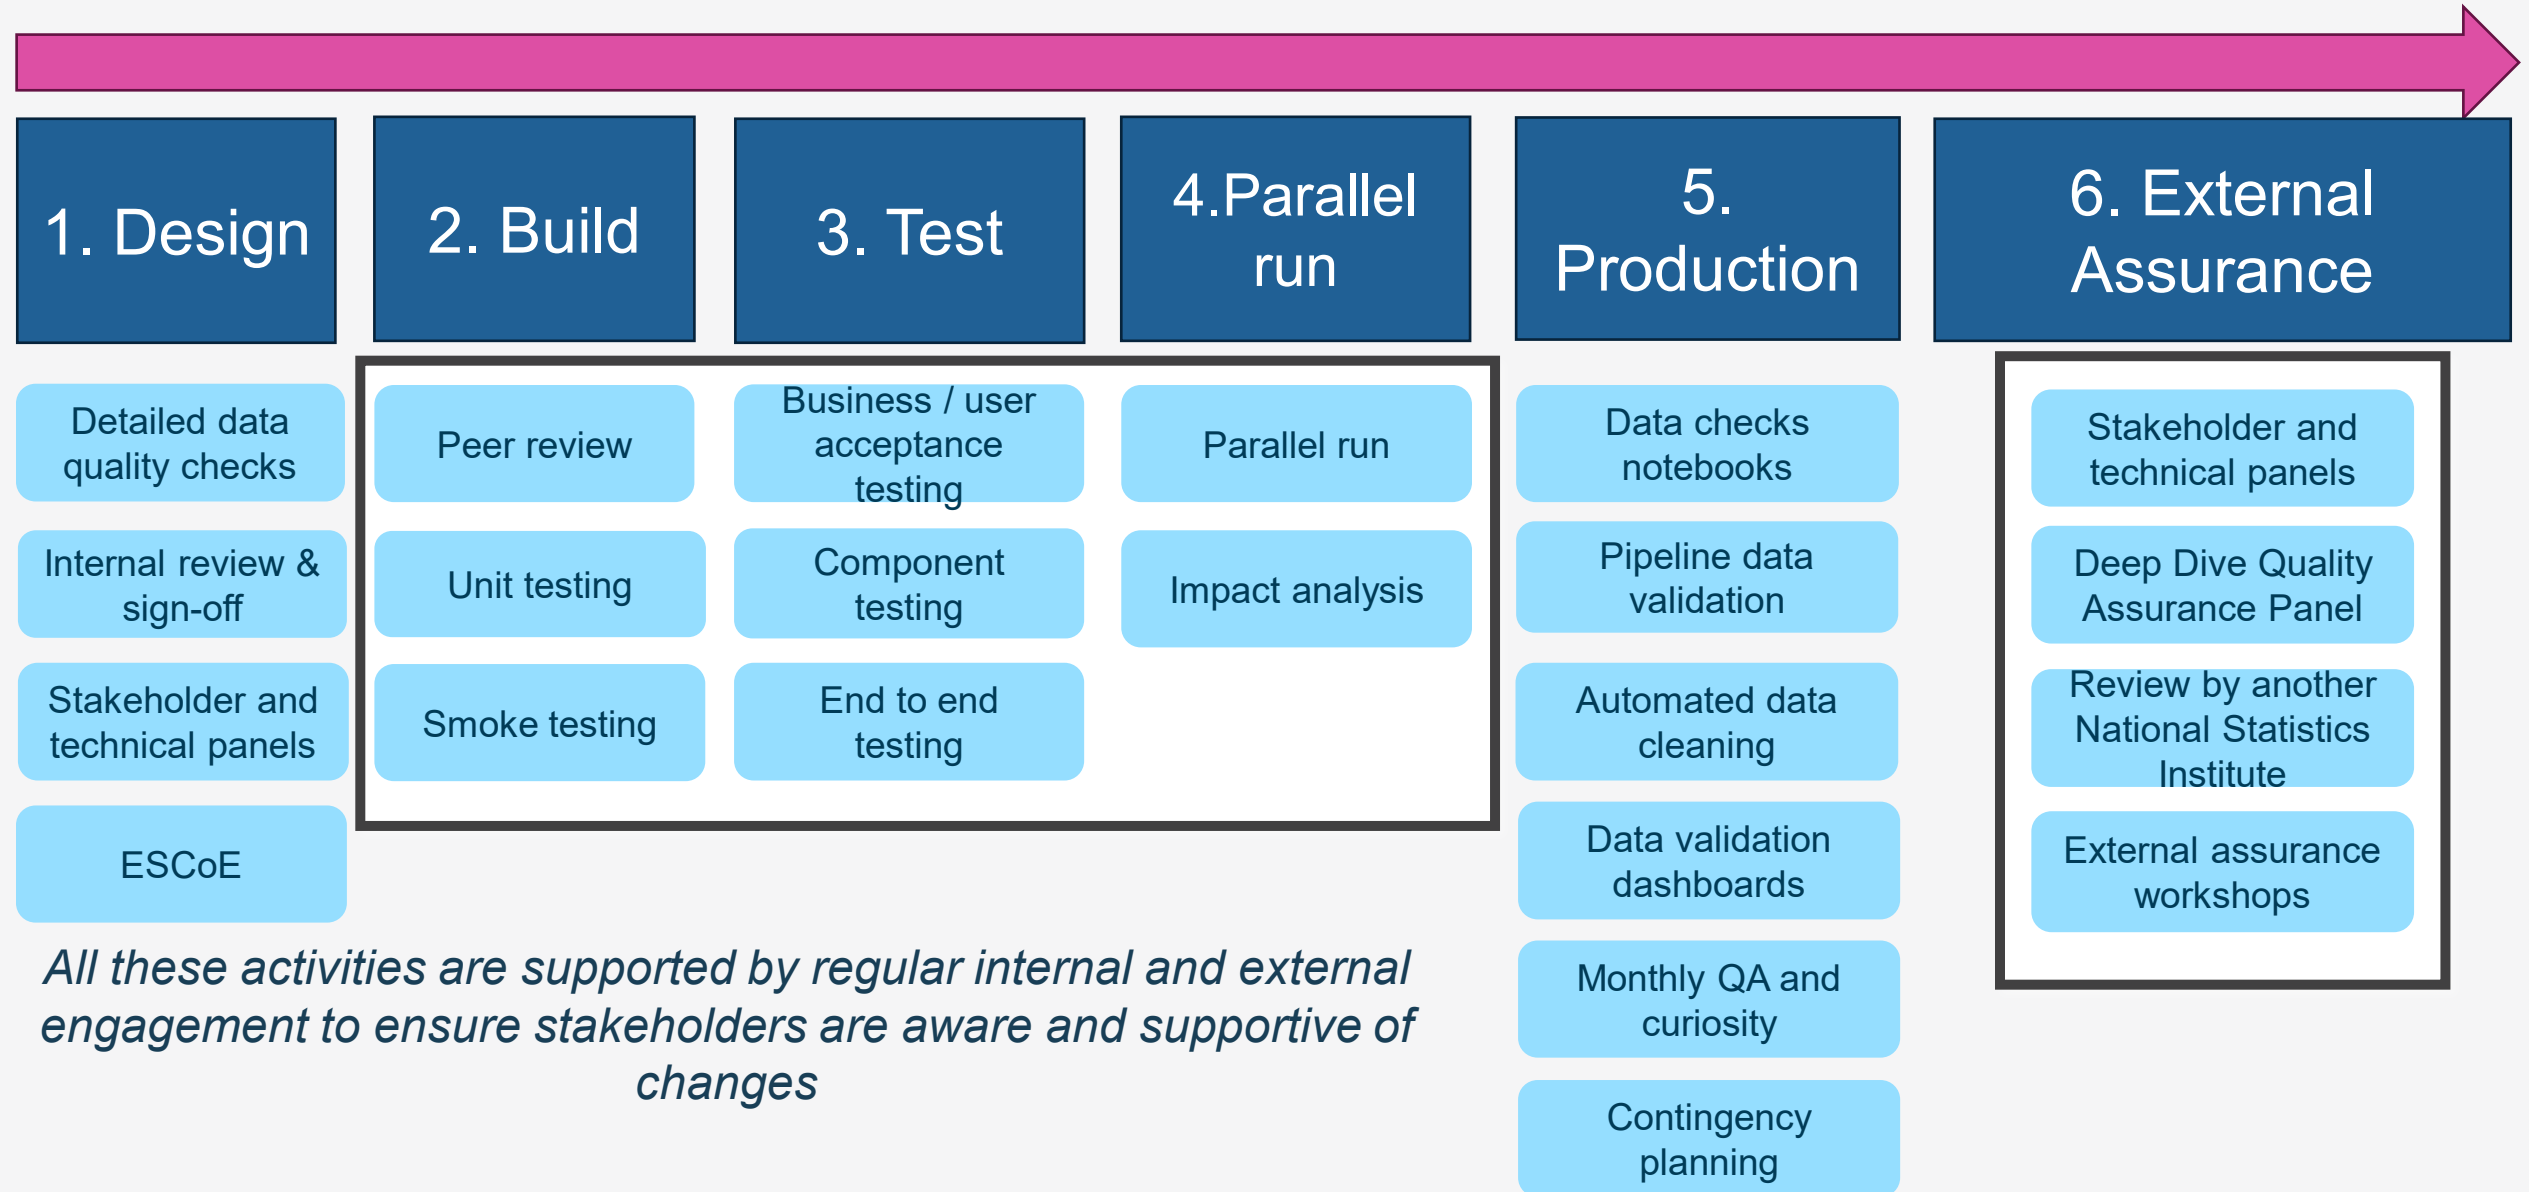 1. Design
2. Build
3. Test
4.Parallel
run
5.
Production
6. External
Assurance
Detailed data
quality checks
Internal review &
sign-off
Stakeholder and
technical panels
ESCoE
Peer review
Unit testing
Smoke testing
Business / user
acceptance
testing
Component
testing
End to end
testing
Parallel run
Impact analysis
Data checks
notebooks
Pipeline data
validation
Automated data
cleaning
Data validation
dashboards
Monthly QA and
curiosity
Contingency
planning
Stakeholder and
technical panels
Deep Dive Quality
Assurance Panel
Review by another
National Statistics
Institute
External assurance
workshops
All these activities are supported by regular internal and external
engagement to ensure stakeholders are aware and supportive of
changes